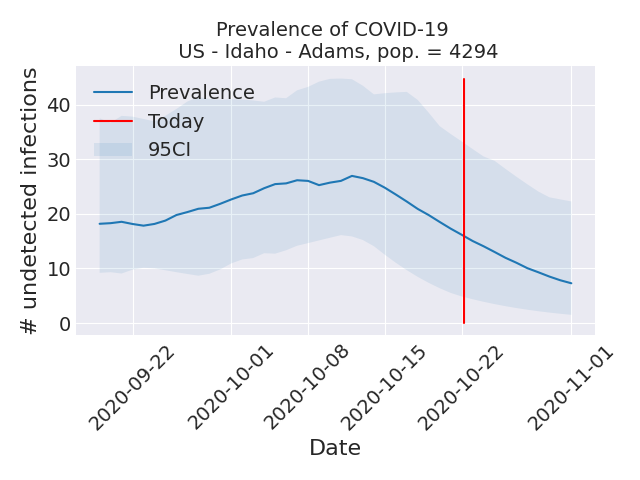 Prevalence of COVID-19
US - Idaho - Adams, pop. = 4294
# undetected infections
40
30
20
10
0
Prevalence
Today
95CI
2020-09-22
2020-10-01
2020-10-08
2020-10-15
2020-10-22
2020-11-01
Date